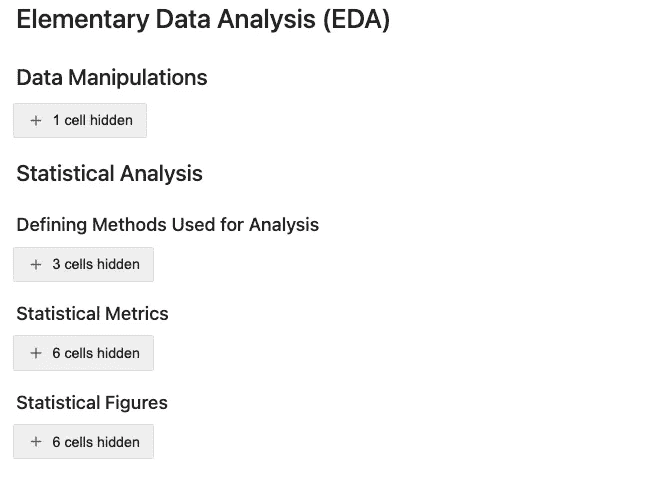 Elementary Data Analysis (EDA)
Data Manipulations
+ 1 cell hidden
Statistical Analysis
Defining Methods Used for Analysis
+ 3 cells hidden
Statistical Metrics
+ 6 cells hidden
Statistical Figures
+ 6 cells hidden